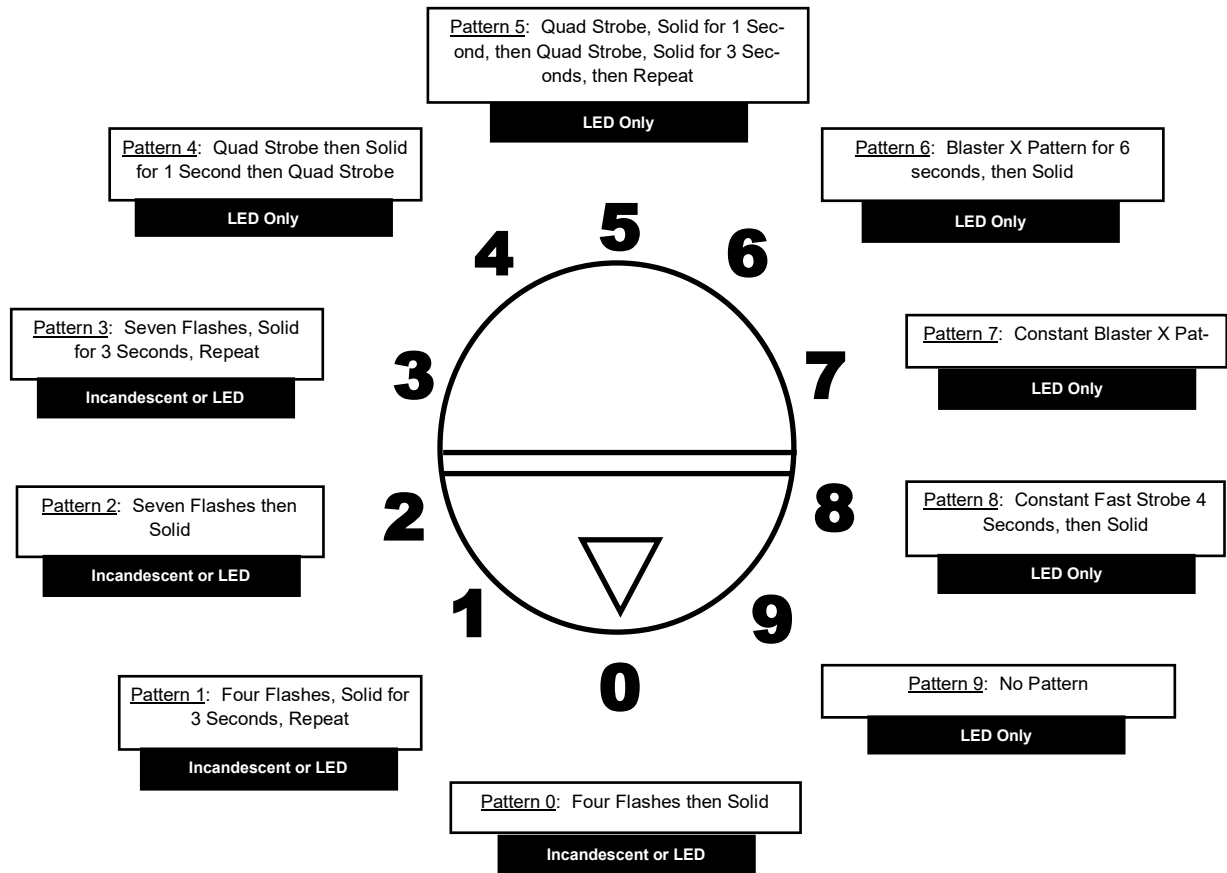 Pattern 5: Quad Strobe, Solid for 1 Sec-
ond, then Quad Strobe, Solid for 3 Sec-
onds, then Repeat
LED Only
Pattern 4: Quad Strobe then Solid
for 1 Second then Quad Strobe
LED Only
Pattern 6: Blaster X Pattern for 6
seconds, then Solid
LED Only
Pattern 3: Seven Flashes, Solid
for 3 Seconds, Repeat
Incandescent or LED
Pattern 7: Constant Blaster X Pat-
LED Only
Pattern 2: Seven Flashes then
Solid
Incandescent or LED
Pattern 8: Constant Fast Strobe 4
Seconds, then Solid
LED Only
Pattern 1: Four Flashes, Solid for
3 Seconds, Repeat
Incandescent or LED
Pattern 9: No Pattern
LED Only
Pattern 0: Four Flashes then Solid
Incandescent or LED
5
4
6
3
7
2
8
1
9
0